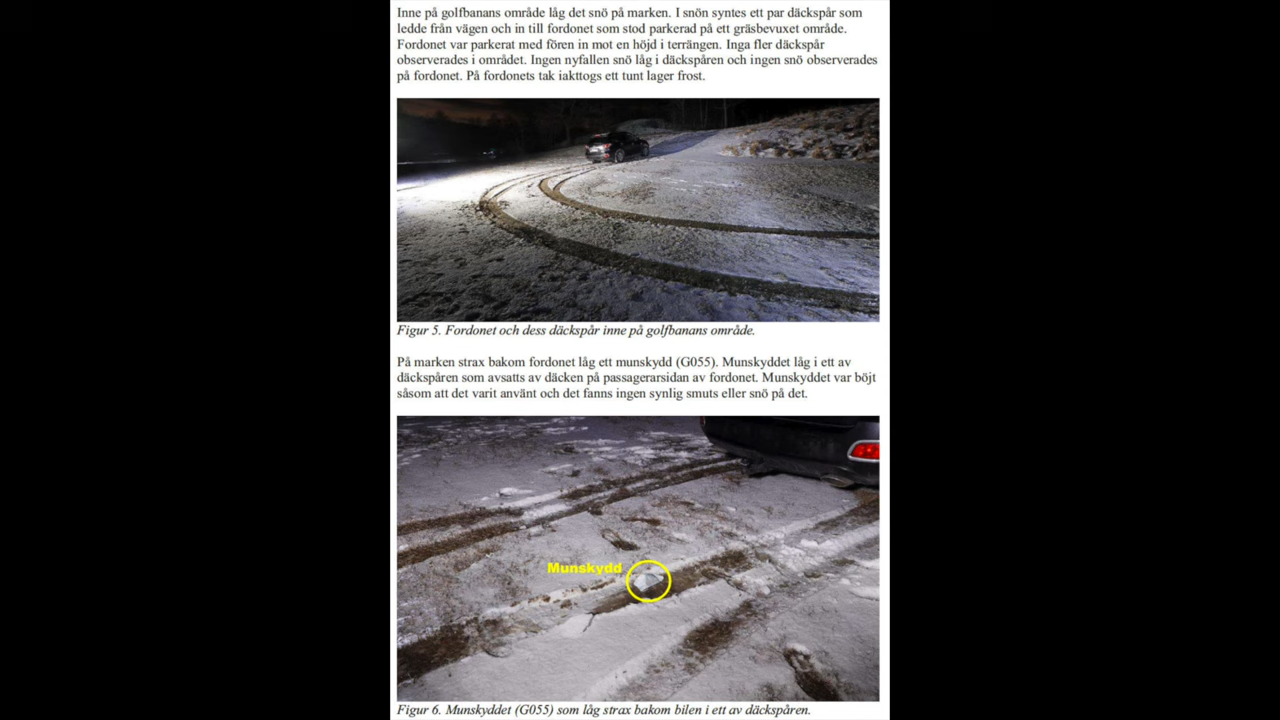 Inne på golfbanans område låg det snö på marken. I snön syntes ett par däckspår som
ledde från vägen och in till fordonet som stod parkerad på ett gräsbevuxet område.
Fordonet var parkerat med fören in mot en höjd i terrängen. Inga fler däckspår
observerades i området. Ingen nyfallen snö låg i däckspåren och ingen snö observerades
på fordonet. På fordonets tak iakttogs ett tunt lager frost.
Figur 5. Fordonet och dess däckspår inne på golfbanans område.
På marken strax bakom fordonet låg ett munskydd (G055). Munskyddet låg i ett av
däckspåren som avsatts av däcken på passagerarsidan av fordonet. Munskyddet var böjt
såsom att det varit använt och det fanns ingen synlig smuts eller snö på det.
Munskydd
Figur 6. Munskyddet (G055) som låg strax bakom bilen i ett av däckspåren.